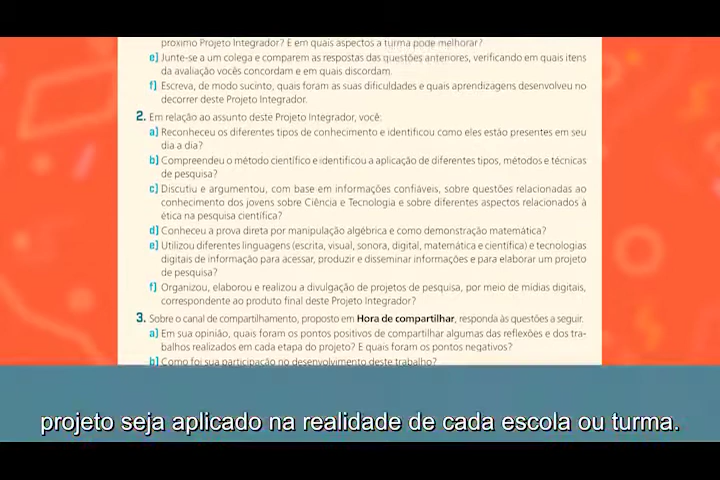 próximo Projeto Integrador? E em quais aspectos a turma pode melhorar?
e) Junte-se a um colega e comparem as respostas das questões anteriores, verificando em quais itens
da avaliação vocês concordam e em quais discordam.
f) Escreva, de modo sucinto, quais foram as suas dificuldades e quais aprendizagens desenvolveu no
decorrer deste Projeto Integrador.
2. Em relação ao assunto deste Projeto Integrador, você:
a) Reconheceu os diferentes tipos de conhecimento e identificou como eles estão presentes em seu
dia a dia?
b) Compreendeu o método científico e identificou a aplicação de diferentes tipos, métodos e técnicas
de pesquisa?
c) Discutiu e argumentou, com base em informações confiáveis, sobre questões relacionadas ao
conhecimento dos jovens sobre Ciência e Tecnologia e sobre diferentes aspectos relacionados à
ética na pesquisa científica?
d) Conheceu a prova direta por manipulação algébrica e como demonstração matemática?
e) Utilizou diferentes linguagens (escrita, visual, sonora, digital, matemática e científica) e tecnologias
digitais de informação para acessar, produzir e disseminar informações e para elaborar um projeto
de pesquisa?
f) Organizou, elaborou e realizou a divulgação de projetos de pesquisa, por meio de mídias digitais,
correspondente ao produto final deste Projeto Integrador?
3. Sobre o canal de compartilhamento, proposto em Hora de compartilhar, responda às questões a seguir.
a) Em sua opinião, quais foram os pontos positivos de compartilhar algumas das reflexões e dos tra-
balhos realizados em cada etapa do projeto? E quais foram os pontos negativos?
b) Como foi sua participação no desenvolvimento deste trabalho?
projeto seja aplicado na realidade de cada escola ou turma.